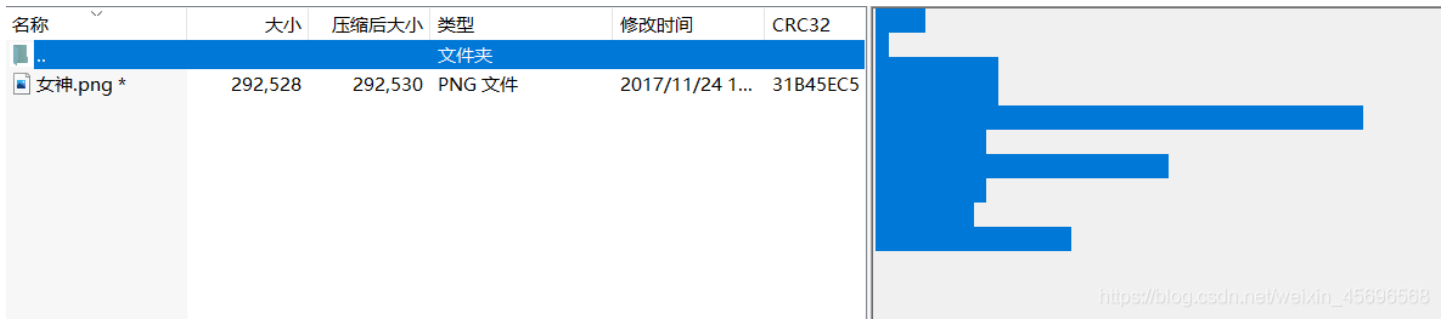 名称 大小 压缩后大小 类型 修改时间 CRC32
.. 文件夹
女神.png * 292,528 292,530 PNG 文件 2017/11/24 1... 31B45EC5
https://blog.csdn.net/weixin_45696568